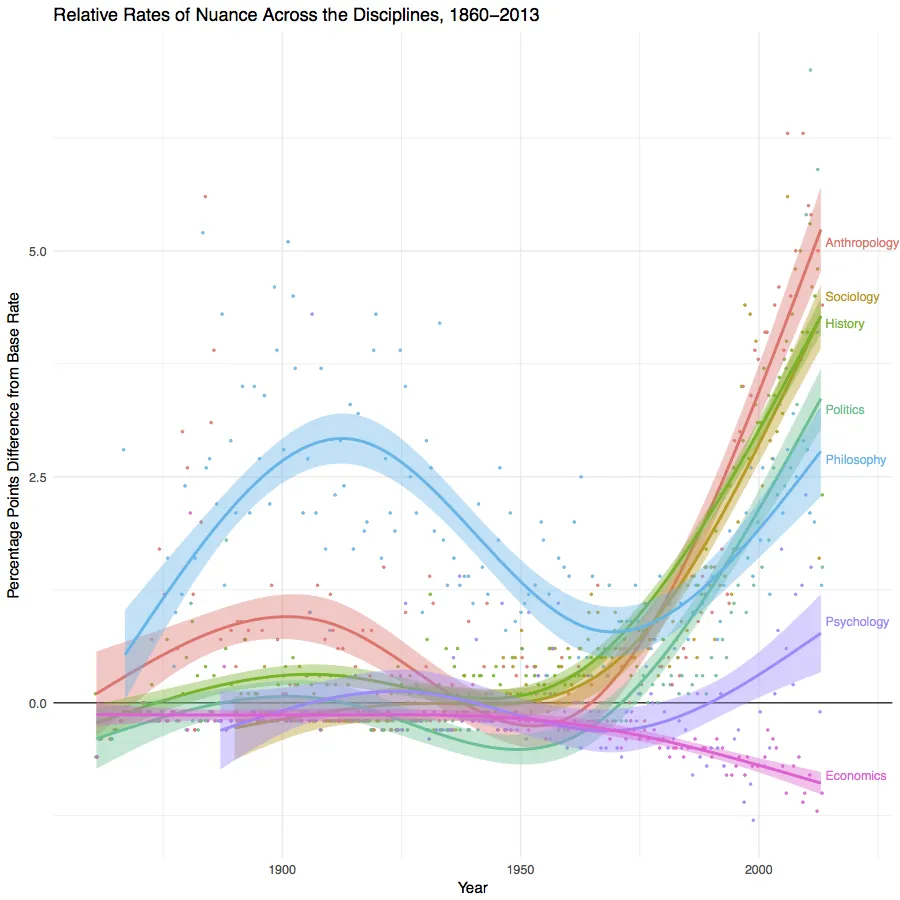 Relative Rates of Nuance Across the Disciplines, 1860–2013
Percentage Points Difference from Base Rate
5.0
2.5
0.0
Anthropology
Sociology
History
Politics
Philosophy
Psychology
Economics
1900
1950
2000
Year